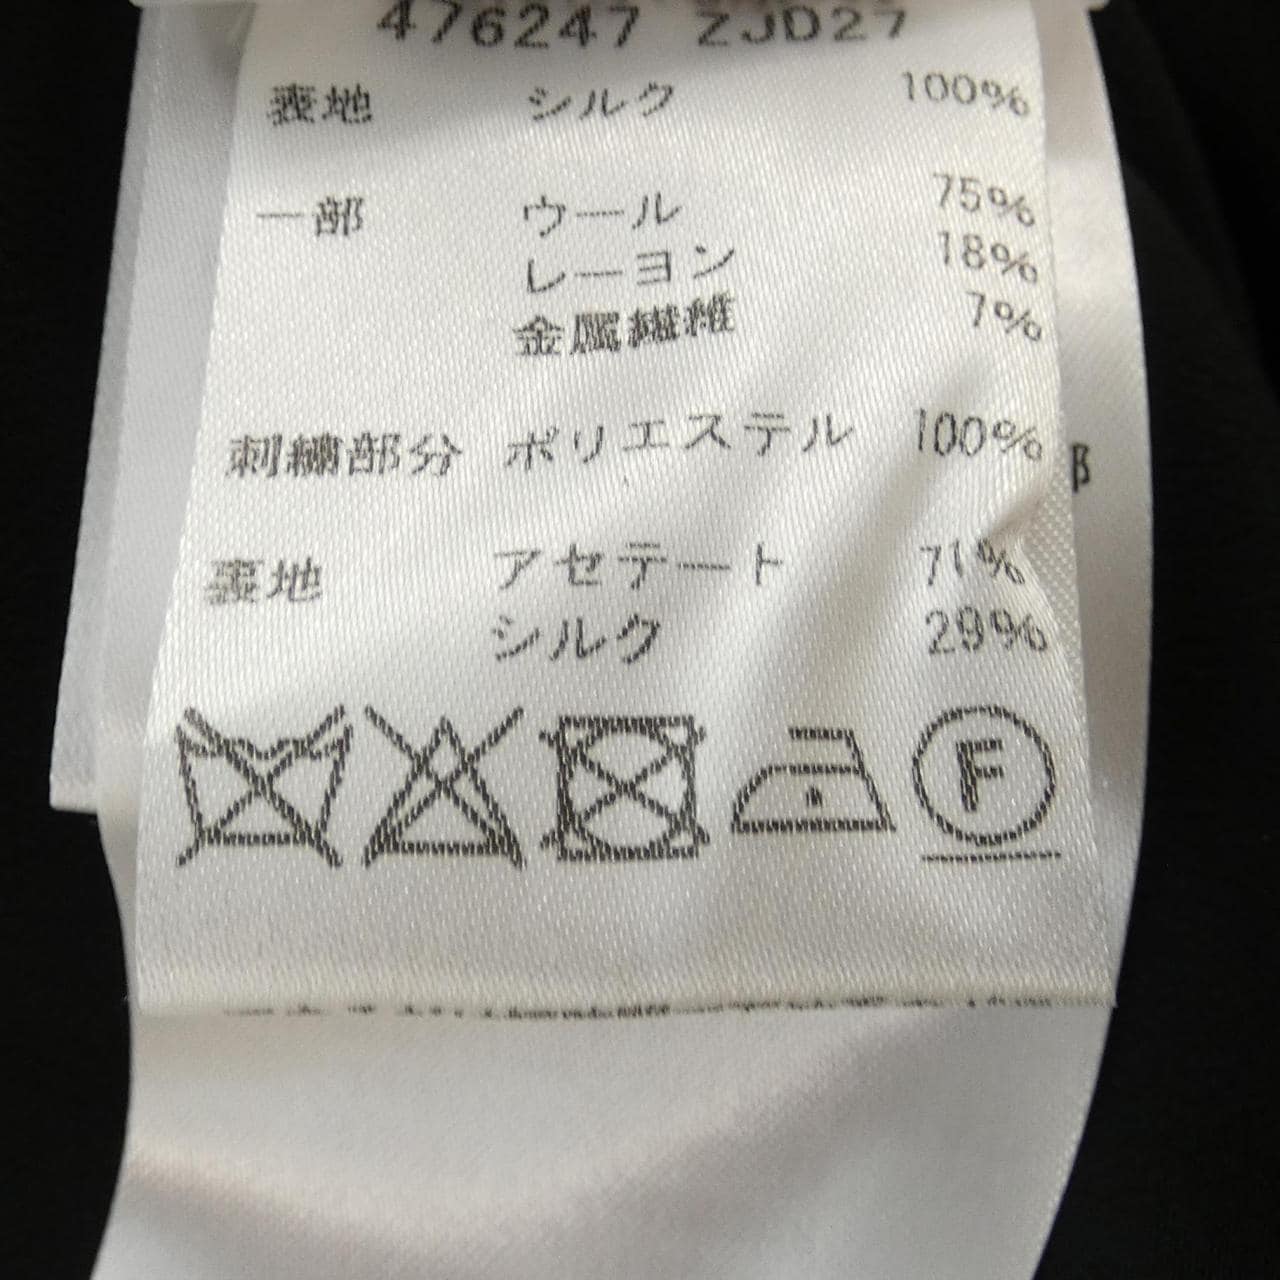 476247 ZJD27
表地 シルク 100%
一部 ウール 75%
レーヨン 18%
金属繊維 7%
刺繍部分 ポリエステル 100%
裏地 アセテート 71%
シルク 29%
F